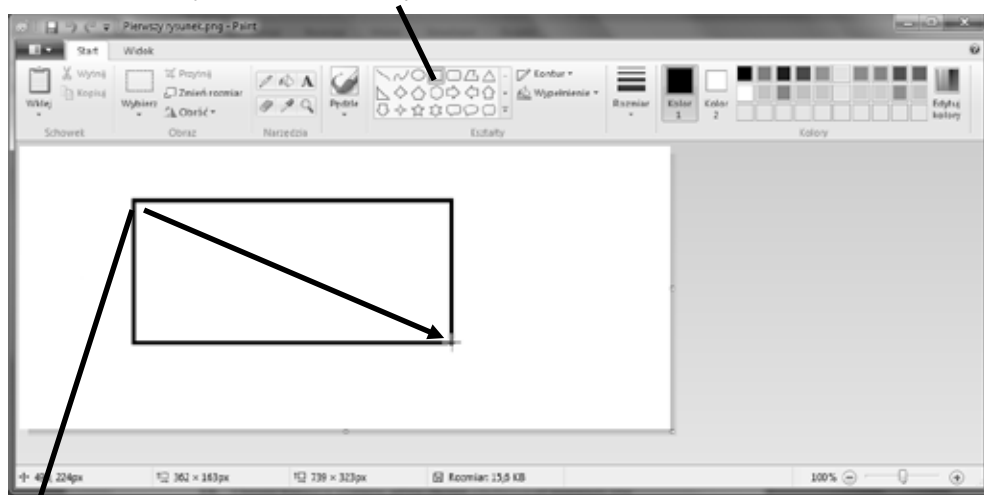 Pierwszy rysunek.png - Paint
Start Widok
Wklej
Wytnij
Kopiuj
Schowek
Wybierz
Przytnij
Zmień rozmiar
Obróć
Obraz
A
Narzędzia
Pędzle
Kontur
Wypełnienie
Kształty
Rozmiar
Kolor 1
Kolor 2
Edytuj kolory
Kolory
224px 362 × 163px 739 × 323px Rozmiar: 15,6 KB 100%